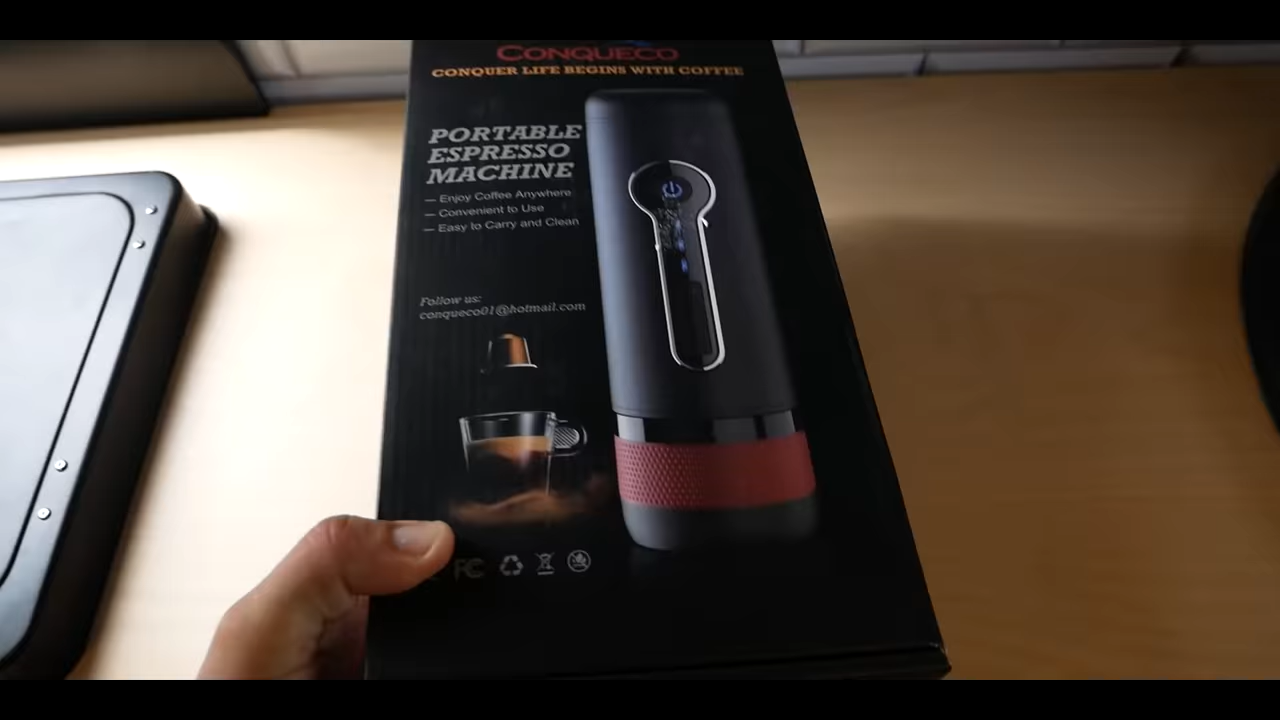 CONQUECO
CONQUER LIFE BEGINS WITH COFFEE
PORTABLE
ESPRESSO
MACHINE
— Enjoy Coffee Anywhere
— Convenient to Use
— Easy to Carry and Clean
Follow us:
conqueco01@hotmail.com
FC